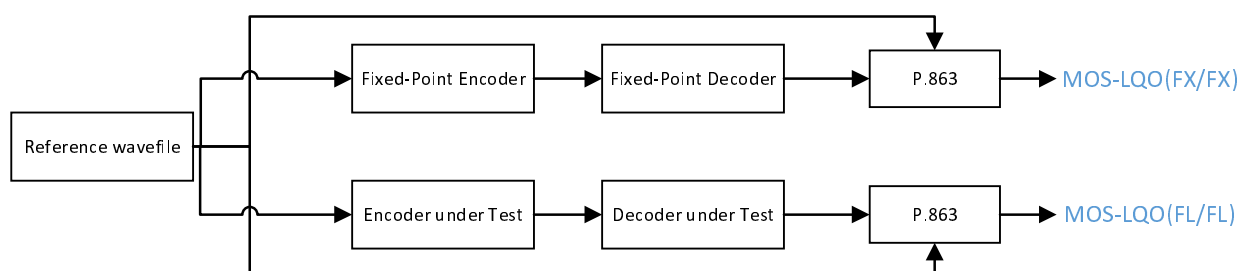 Fixed-Point Encoder
Fixed-Point Decoder
P.863
MOS-LQO(FX/FX)
Reference wavefile
Encoder under Test
Decoder under Test
P.863
MOS-LQO(FL/FL)